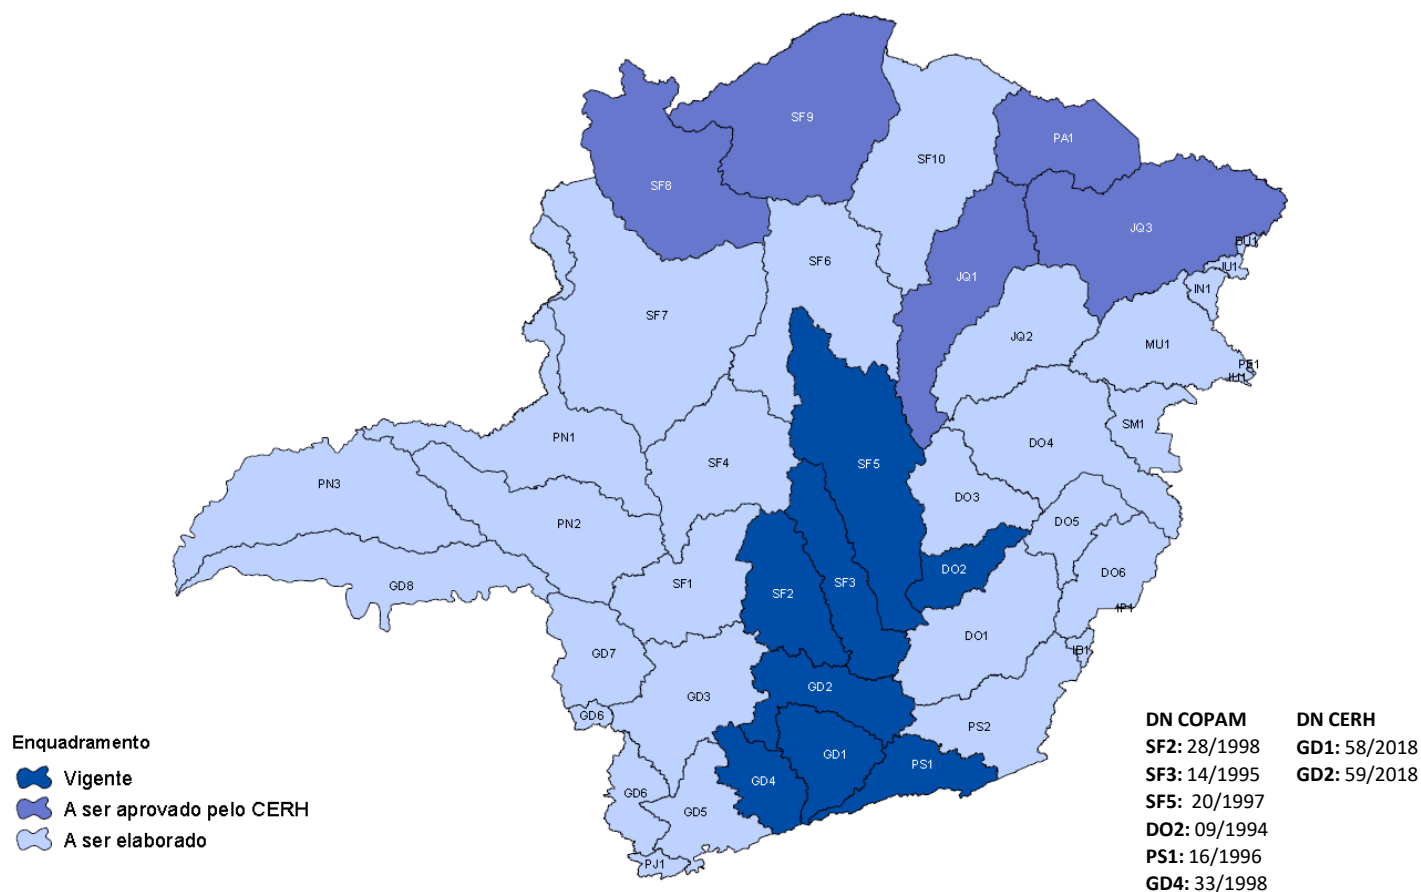 SF9
PA1
SF10
SF8
JQ3
BU1
SF6
JU1
JQ1
IN1
SF7
JQ2
MU1
PE1
SM1
PN1
DO4
SF4
SF5
PN3
DO3
PN2
DO5
DO2
DO6
SF1
SF3
GD8
SF2
IP1
DO1
IB1
GD7
GD2
GD3
GD6
PS2
GD1
PS1
GD4
GD6
GD5
PJ1
Enquadramento
Vigente
A ser aprovado pelo CERH
A ser elaborado
DN COPAM
SF2: 28/1998
SF3: 14/1995
SF5: 20/1997
DO2: 09/1994
PS1: 16/1996
GD4: 33/1998
DN CERH
GD1: 58/2018
GD2: 59/2018